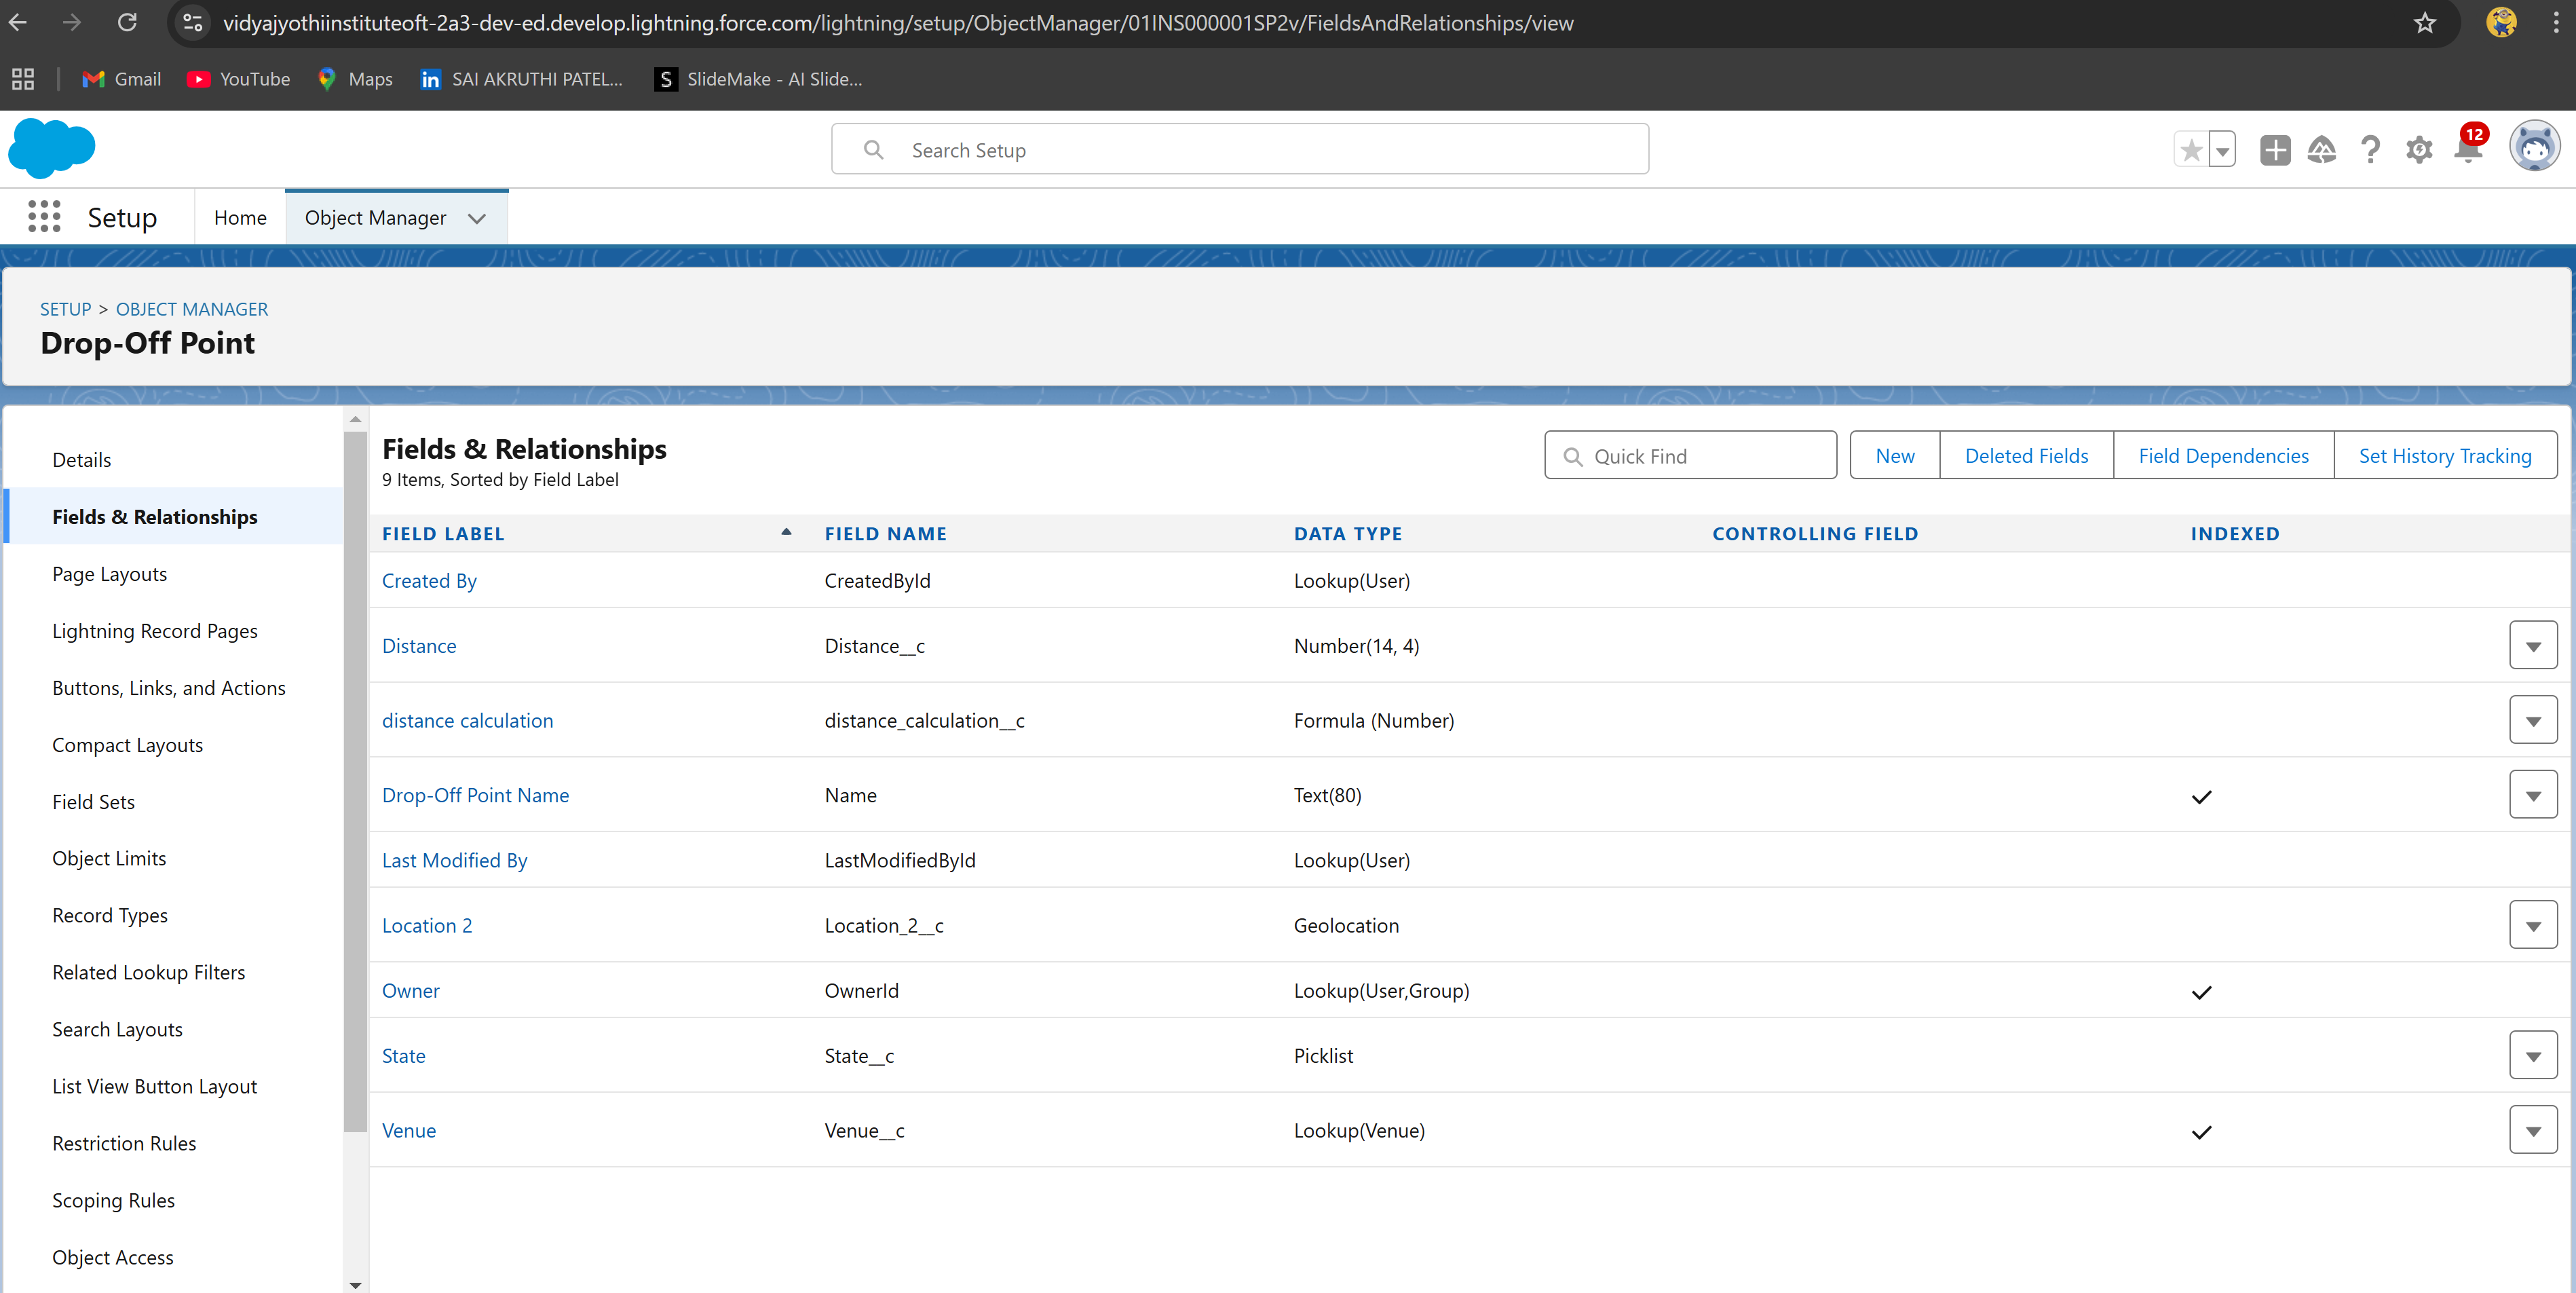 vidyajyothiinstituteoft-2a3-dev-ed.develop.lightning.force.com/lightning/setup/ObjectManager/01INS000001SP2v/FieldsAndRelationships/view
Gmail YouTube Maps in SAI AKRUTHI PATEL... S SlideMake - AI Slide...
Search Setup
12
Setup Home Object Manager
SETUP > OBJECT MANAGER
Drop-Off Point
Details
Fields & Relationships
Page Layouts
Lightning Record Pages
Buttons, Links, and Actions
Compact Layouts
Field Sets
Object Limits
Record Types
Related Lookup Filters
Search Layouts
List View Button Layout
Restriction Rules
Scoping Rules
Object Access
Fields & Relationships
9 Items, Sorted by Field Label
Quick Find New Deleted Fields Field Dependencies Set History Tracking
FIELD LABEL FIELD NAME DATA TYPE CONTROLLING FIELD INDEXED
Created By CreatedById Lookup(User)
Distance Distance__c Number(14, 4)
distance calculation distance_calculation__c Formula (Number)
Drop-Off Point Name Name Text(80)
Last Modified By LastModifiedById Lookup(User)
Location 2 Location_2__c Geolocation
Owner OwnerId Lookup(User,Group)
State State__c Picklist
Venue Venue__c Lookup(Venue)